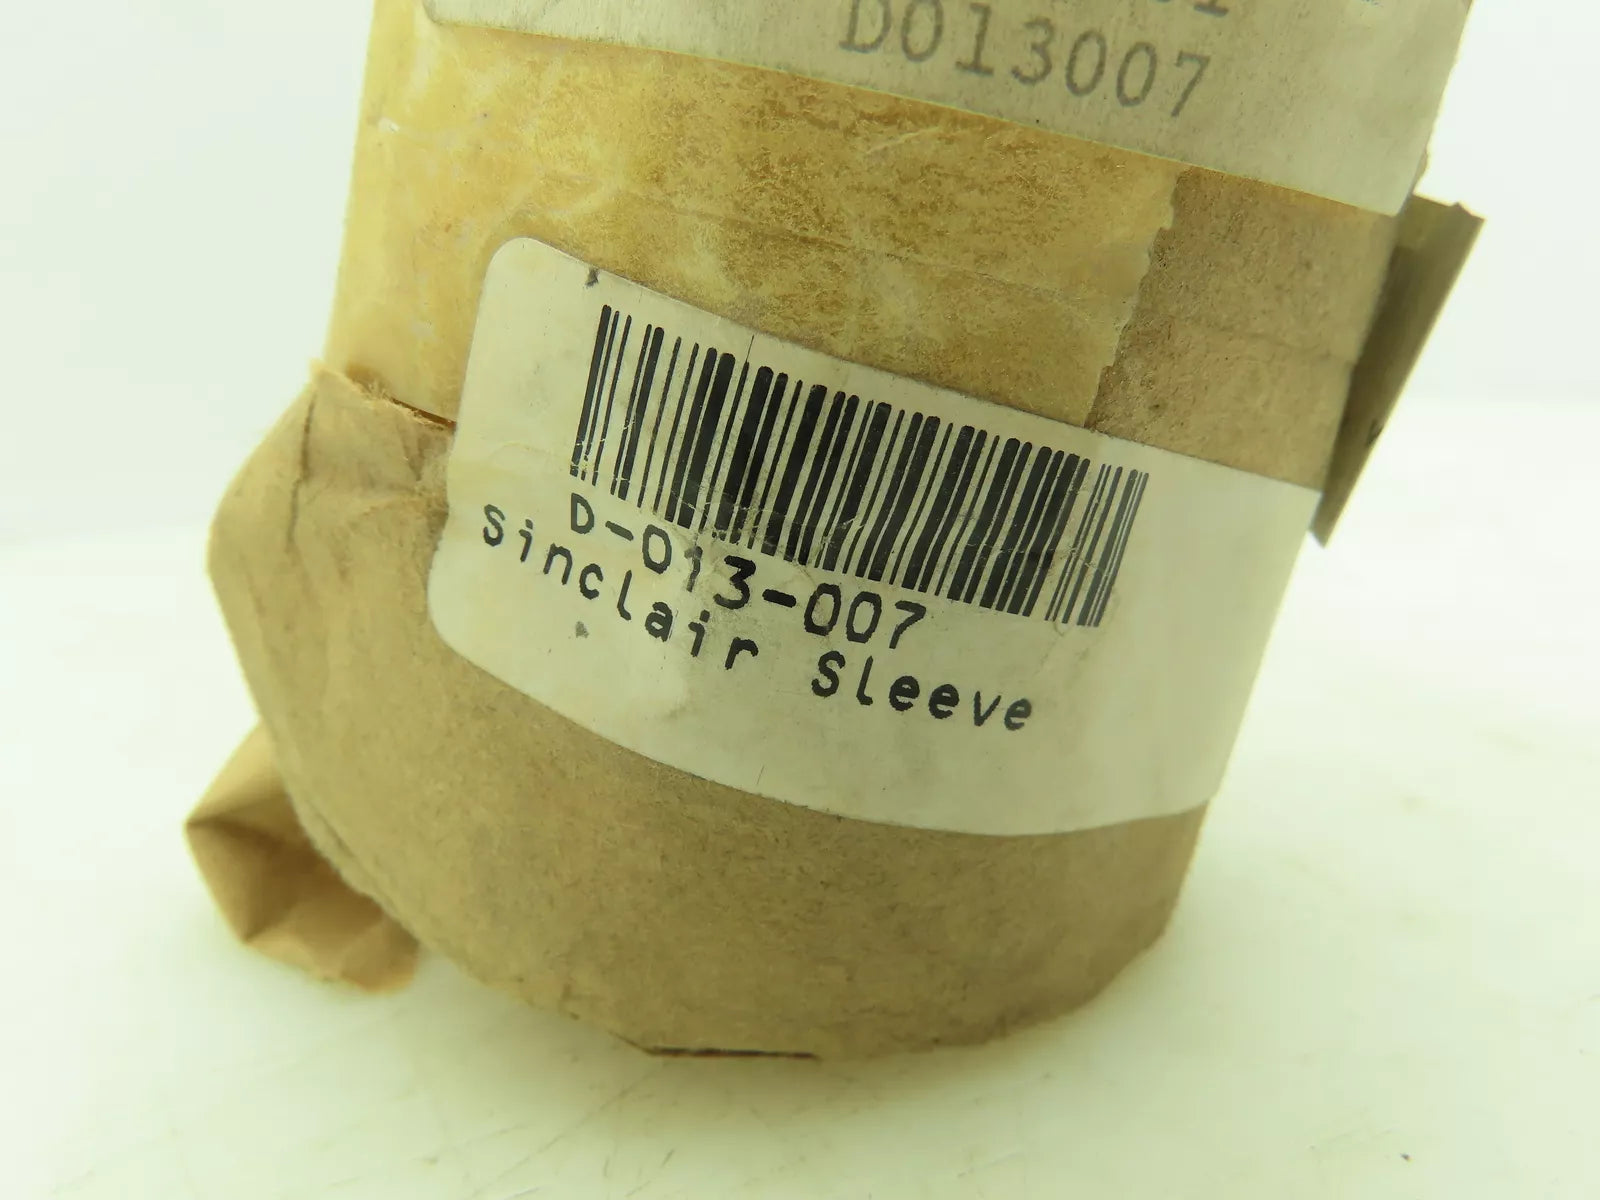 D013007
D-013-007
Sinclair Sleeve